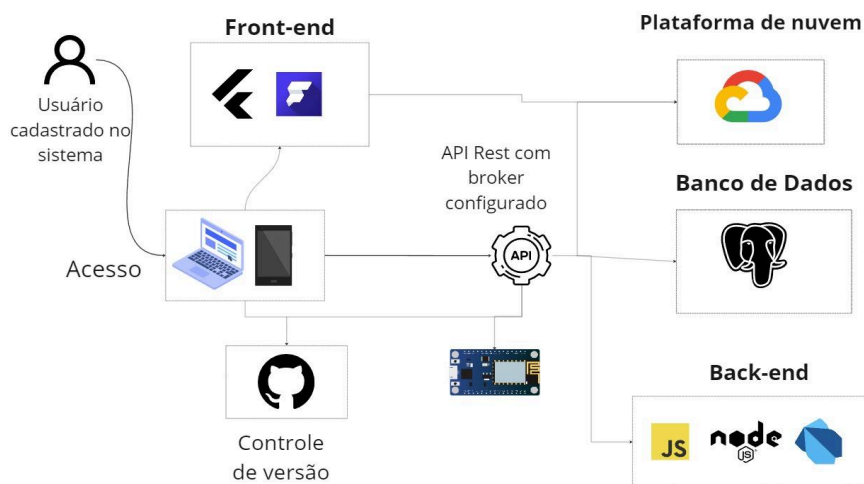 Front-end
Plataforma de nuvem
Usuário
cadastrado no
sistema
API Rest com
broker
configurado
Banco de Dados
API
Acesso
Back-end
Controle
de versão
JS
node
JS